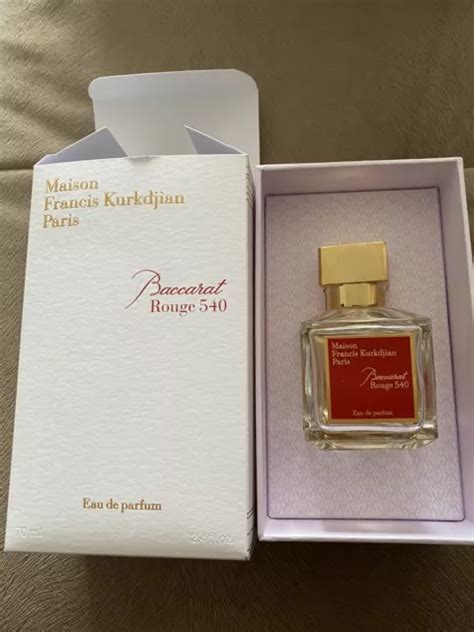 Maison
Francis Kurkdjian
Paris
Baccarat
Rouge 540
Eau de parfum
70 ml
2.4 fl.oz
Maison
Francis Kurkdjian
Paris
Baccarat
Rouge 540
Eau de parfum